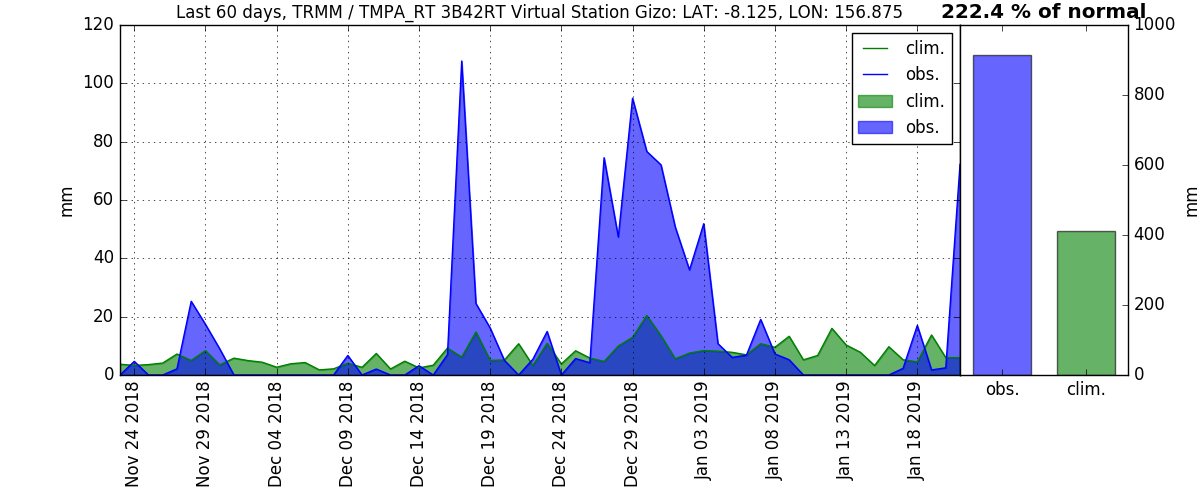 Last 60 days, TRMM / TMPA_RT 3B42RT Virtual Station Gizo: LAT: -8.125, LON: 156.875
222.4 % of normal
120
100
80
60
40
20
0
mm
clim.
obs.
clim.
obs.
1000
800
600
400
200
0
mm
Nov 24 2018
Nov 29 2018
Dec 04 2018
Dec 09 2018
Dec 14 2018
Dec 19 2018
Dec 24 2018
Dec 29 2018
Jan 03 2019
Jan 08 2019
Jan 13 2019
Jan 18 2019
obs.
clim.